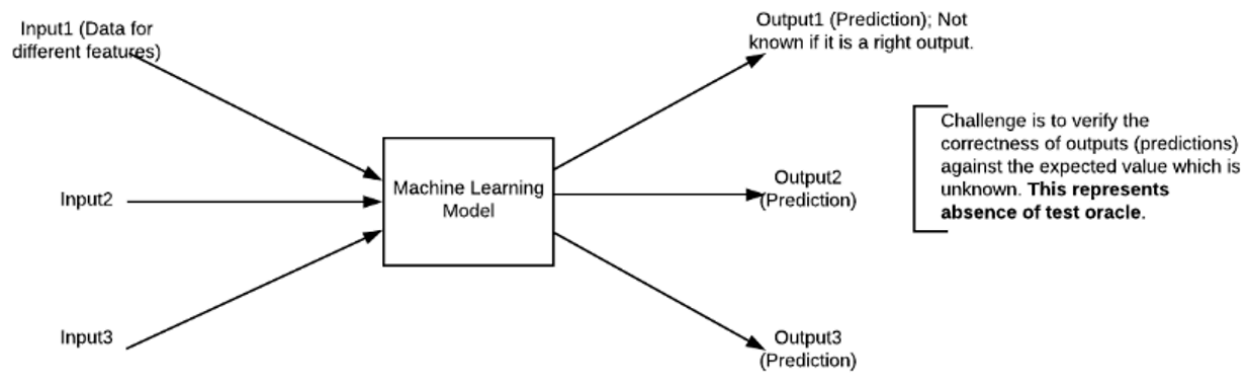 Input1 (Data for
different features)
Output1 (Prediction); Not
known if it is a right output.
Challenge is to verify the
correctness of outputs (predictions)
against the expected value which is
unknown. This represents
absence of test oracle.
Machine Learning
Model
Input2
Output2
(Prediction)
Input3
Output3
(Prediction)